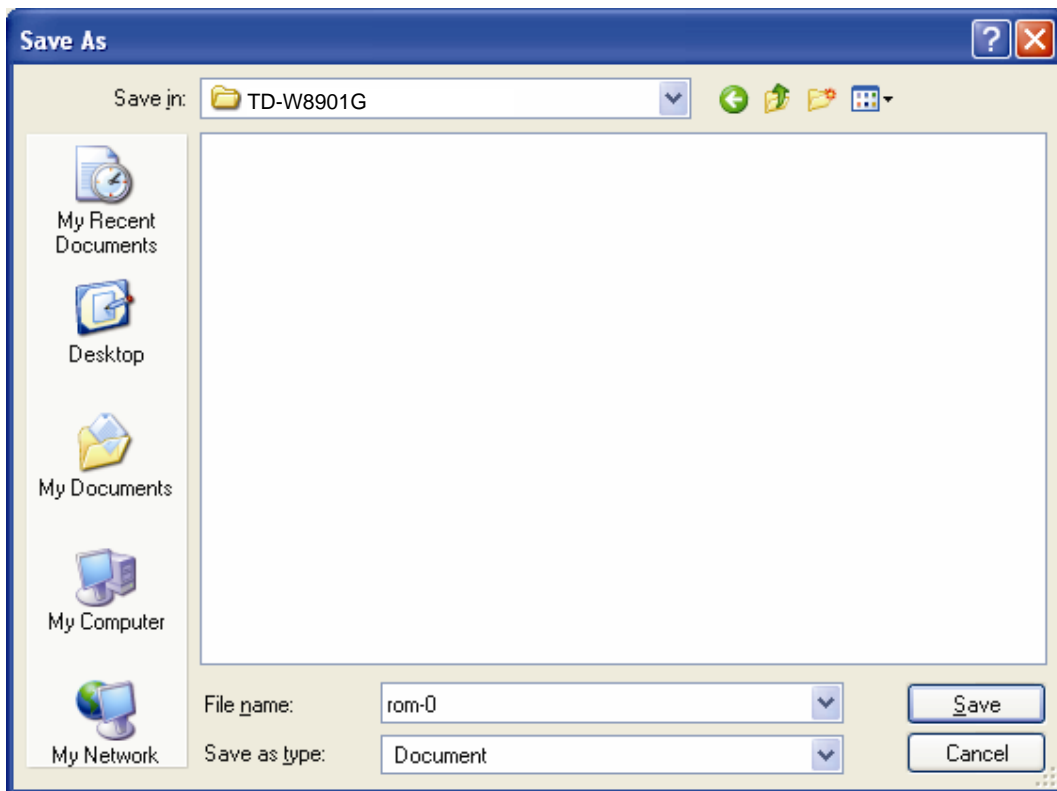 Save As
Save in: TD-W8901G
My Recent
Documents
Desktop
My Documents
My Computer
My Network
File name: rom-0 Save
Save as type: Document Cancel